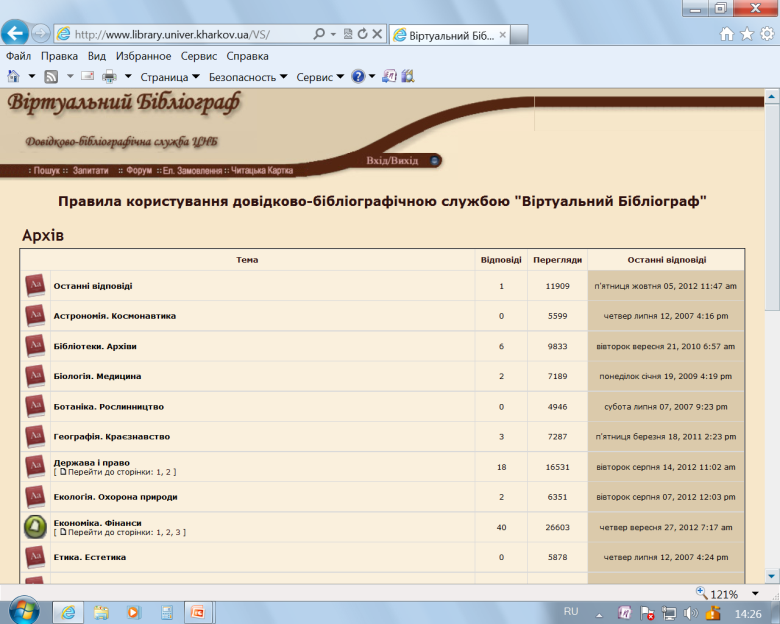 http://www.library.univer.kharkov.ua/VS/
Віртуальний Біб...
Файл Правка Вид Избранное Сервис Справка
Страница Безопасность Сервис
Віртуальний Бібліограф
Довідково-бібліографічна служба ЦНБ
Вхід/Вихід
: Пошук :: Запитати :: Форум :: Ел. Замовлення :: Читацька Картка
Правила користування довідково-бібліографічною службою "Віртуальний Бібліограф"
Архів
Тема Відповіді Перегляди Останні відповіді
Останні відповіді 1 11909 п'ятниця жовтня 05, 2012 11:47 am
Астрономія. Космонавтика 0 5599 четвер липня 12, 2007 4:16 pm
Бібліотеки. Архіви 6 9833 вівторок вересня 21, 2010 6:57 am
Біологія. Медицина 2 7189 понеділок січня 19, 2009 4:19 pm
Ботаніка. Рослинництво 0 4946 субота липня 07, 2007 9:23 pm
Географія. Краєзнавство 3 7287 п'ятниця березня 18, 2011 2:23 pm
Держава і право 18 16531 вівторок серпня 14, 2012 11:02 am
[ Перейти до сторінки: 1, 2 ]
Екологія. Охорона природи 2 6351 вівторок серпня 07, 2012 12:03 pm
Економіка. Фінанси 40 26603 четвер вересня 27, 2012 7:17 am
[ Перейти до сторінки: 1, 2, 3 ]
Етика. Естетика 0 5878 четвер липня 12, 2007 4:24 pm
121%
RU 14:26